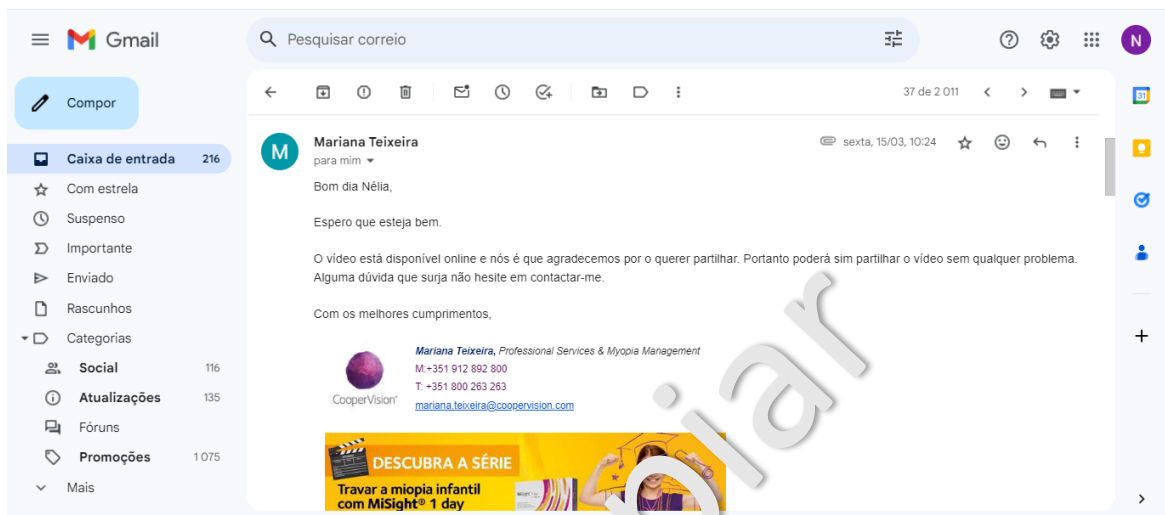 Gmail
Pesquisar correio
N
Compor
37 de 2 011
31
Caixa de entrada 216
Com estrela
Suspenso
Importante
Enviado
Rascunhos
Categorias
Social 116
Atualizações 135
Fóruns
Promoções 1 075
Mais
M
Mariana Teixeira
sexta, 15/03, 10:24
para mim
Bom dia Nélia,
Espero que esteja bem.
O vídeo está disponível online e nós é que agradecemos por o querer partilhar. Portanto poderá sim partilhar o vídeo sem qualquer problema.
Alguma dúvida que surja não hesite em contactar-me.
Com os melhores cumprimentos,
Mariana Teixeira, Professional Services & Myopia Management
M:+351 912 892 800
T: +351 800 263 263
mariana.teixeira@coopervision.com
CooperVision
DESCUBRA A SÉRIE
Travar a miopia infantil
com MiSight® 1 day